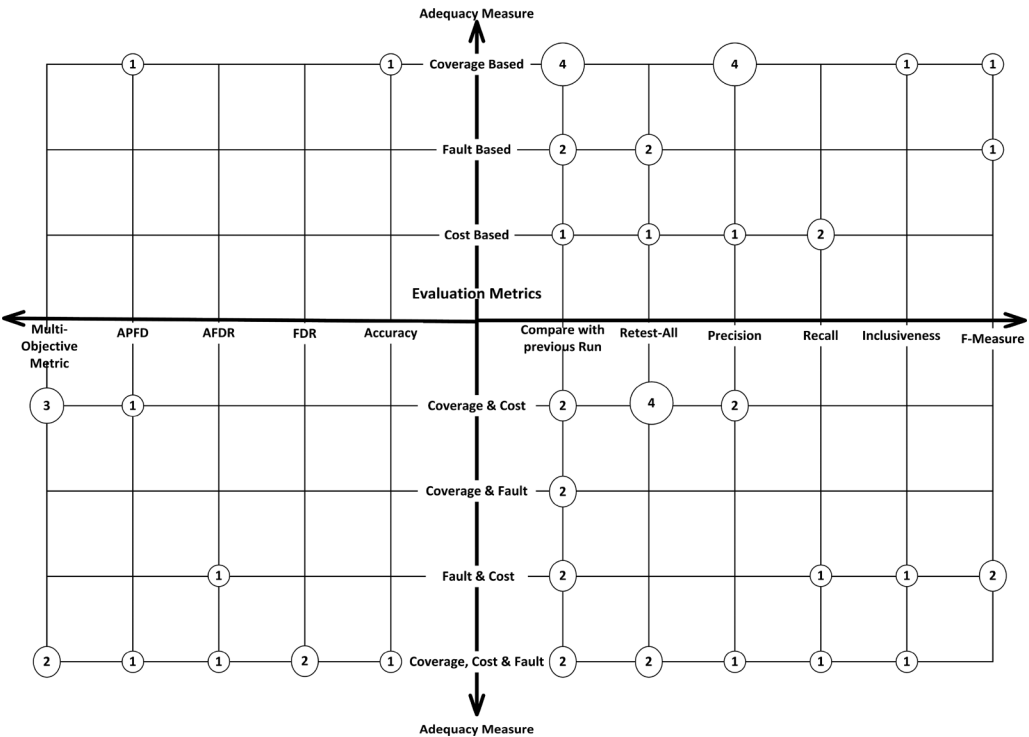 Adequacy Measure
1 1 Coverage Based 4 4 1 1
Fault Based 2 2 1
Cost Based 1 1 1 2
Evaluation Metrics
Multi-
Objective
Metric
APFD
AFDR
FDR
Accuracy
Compare with
previous Run
Retest-All
Precision
Recall
Inclusiveness
F-Measure
3 1 Coverage & Cost 2 4 2
Coverage & Fault 2
1 Fault & Cost 2 1 1 2
2 1 1 2 1 Coverage, Cost & Fault 2 2 1 1 1
Adequacy Measure